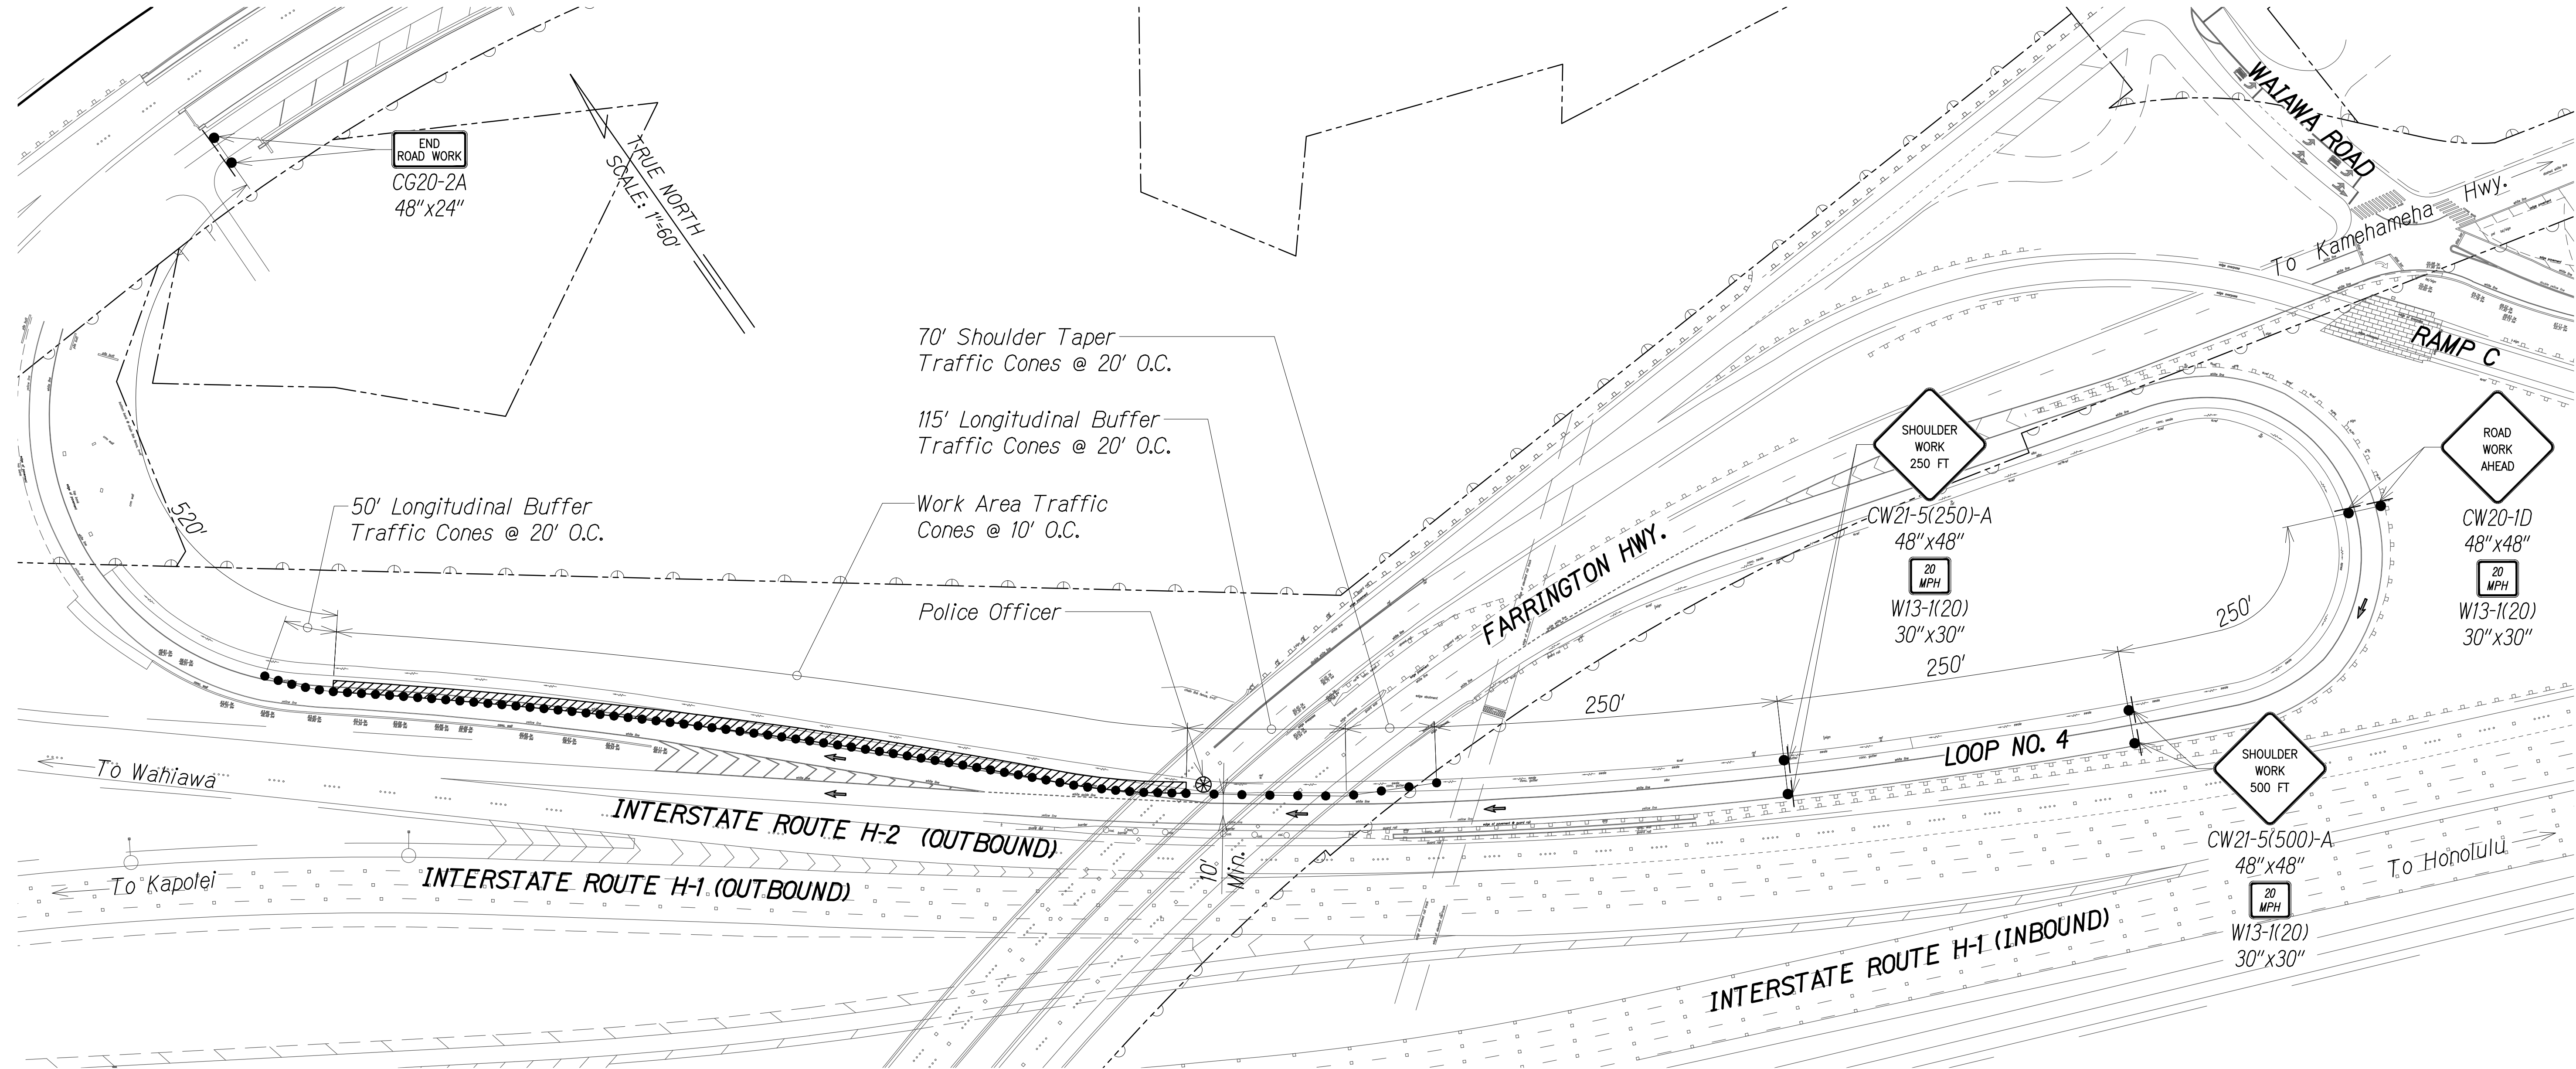 WAIAWA ROAD
END
ROAD WORK
CG20-2A
48"x24"
TRUE NORTH
SCALE: 1"=60'
To Kamehameha Hwy.
RAMP C
70' Shoulder Taper
Traffic Cones @ 20' O.C.
115' Longitudinal Buffer
Traffic Cones @ 20' O.C.
Work Area Traffic
Cones @ 10' O.C.
Police Officer
50' Longitudinal Buffer
Traffic Cones @ 20' O.C.
520'
FARRINGTON HWY.
SHOULDER
WORK
250 FT
CW21-5(250)-A
48"x48"
20
MPH
W13-1(20)
30"x30"
ROAD
WORK
AHEAD
CW20-1D
48"x48"
20
MPH
W13-1(20)
30"x30"
250'
250'
250'
LOOP NO. 4
SHOULDER
WORK
500 FT
CW21-5(500)-A
48"x48"
20
MPH
W13-1(20)
30"x30"
To Wahiawa
INTERSTATE ROUTE H-2 (OUTBOUND)
To Kapolei
INTERSTATE ROUTE H-1 (OUTBOUND)
10'
Min.
To Honolulu
INTERSTATE ROUTE H-1 (INBOUND)